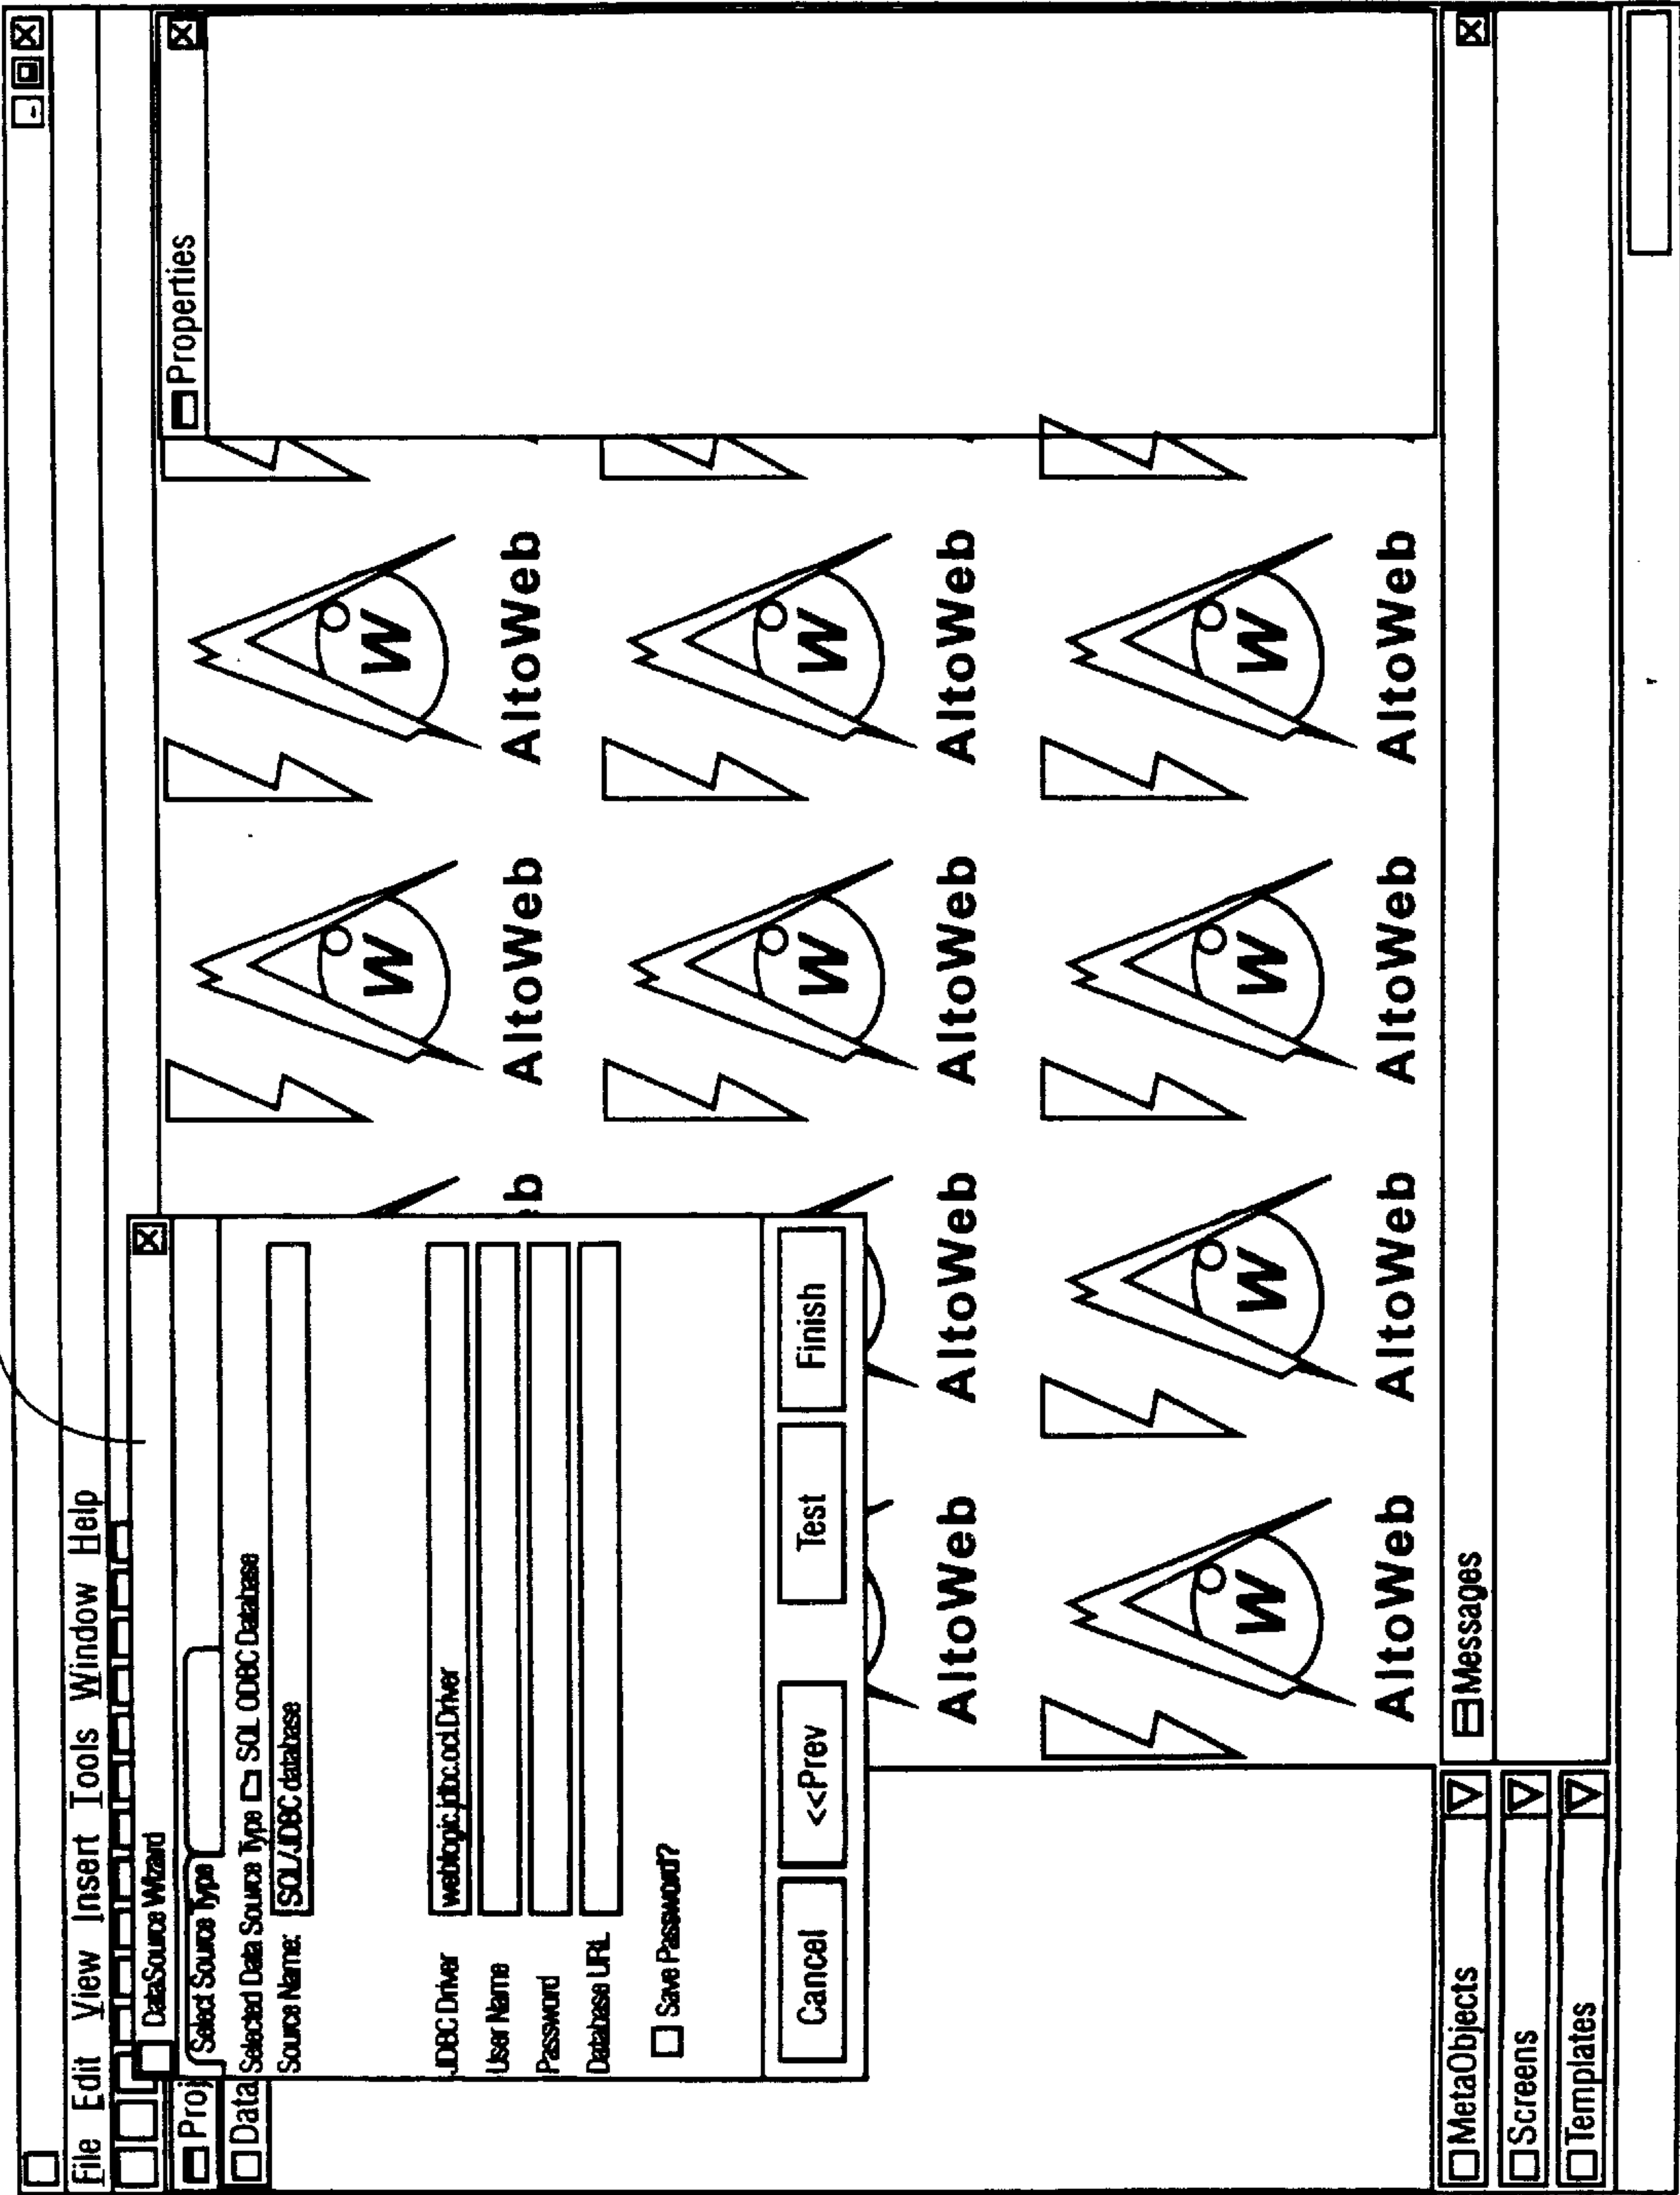 File Edit View Insert Tools Window Help
DataSource Wizard
Proj
Select Source Type
Data
Selected Data Source Type SQL ODBC Database
Source Name: SQL/JDBC database
JDBC Driver weblogic.jdbc.oci.Driver
User Name
Password
Database URL
Save Password?
Cancel <<Prev Test Finish
Properties
b AltoWeb AltoWeb
AltoWeb AltoWeb AltoWeb AltoWeb
AltoWeb AltoWeb AltoWeb AltoWeb
MetaObjects
Messages
Screens
Templates